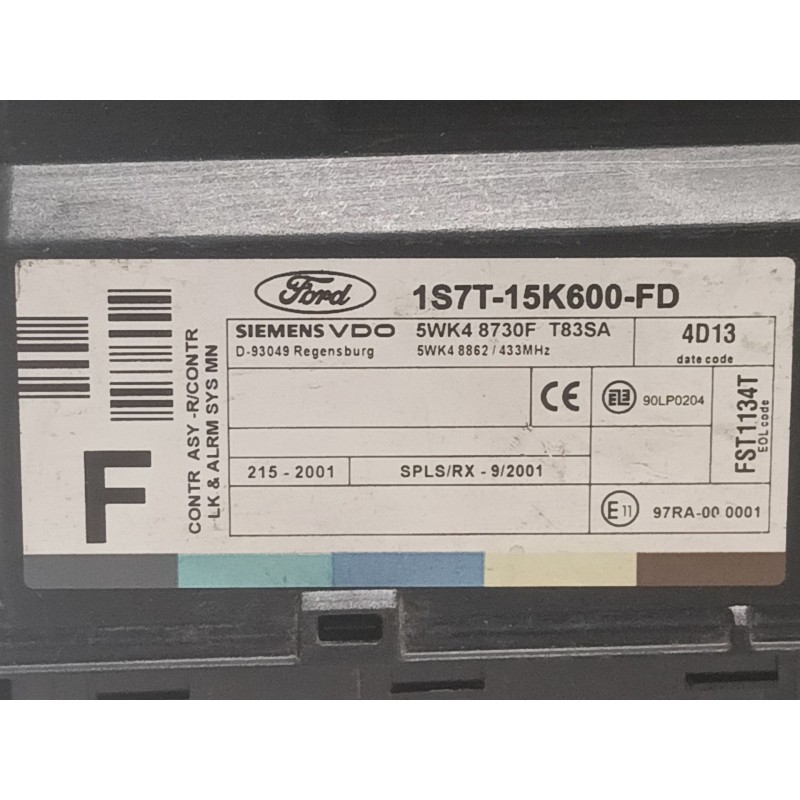 Ford 1S7T-15K600-FD
SIEMENS VDO 5WK4 8730F T83SA 4D13
D-93049 Regensburg 5WK4 8862 / 433MHz date code
CE E13 90LP0204
215 - 2001 SPLS/RX - 9/2001
E11 97RA-00 0001
FST1134T
EOL code
CONTR ASY -R/CONTR
LK & ALRM SYS MN
F